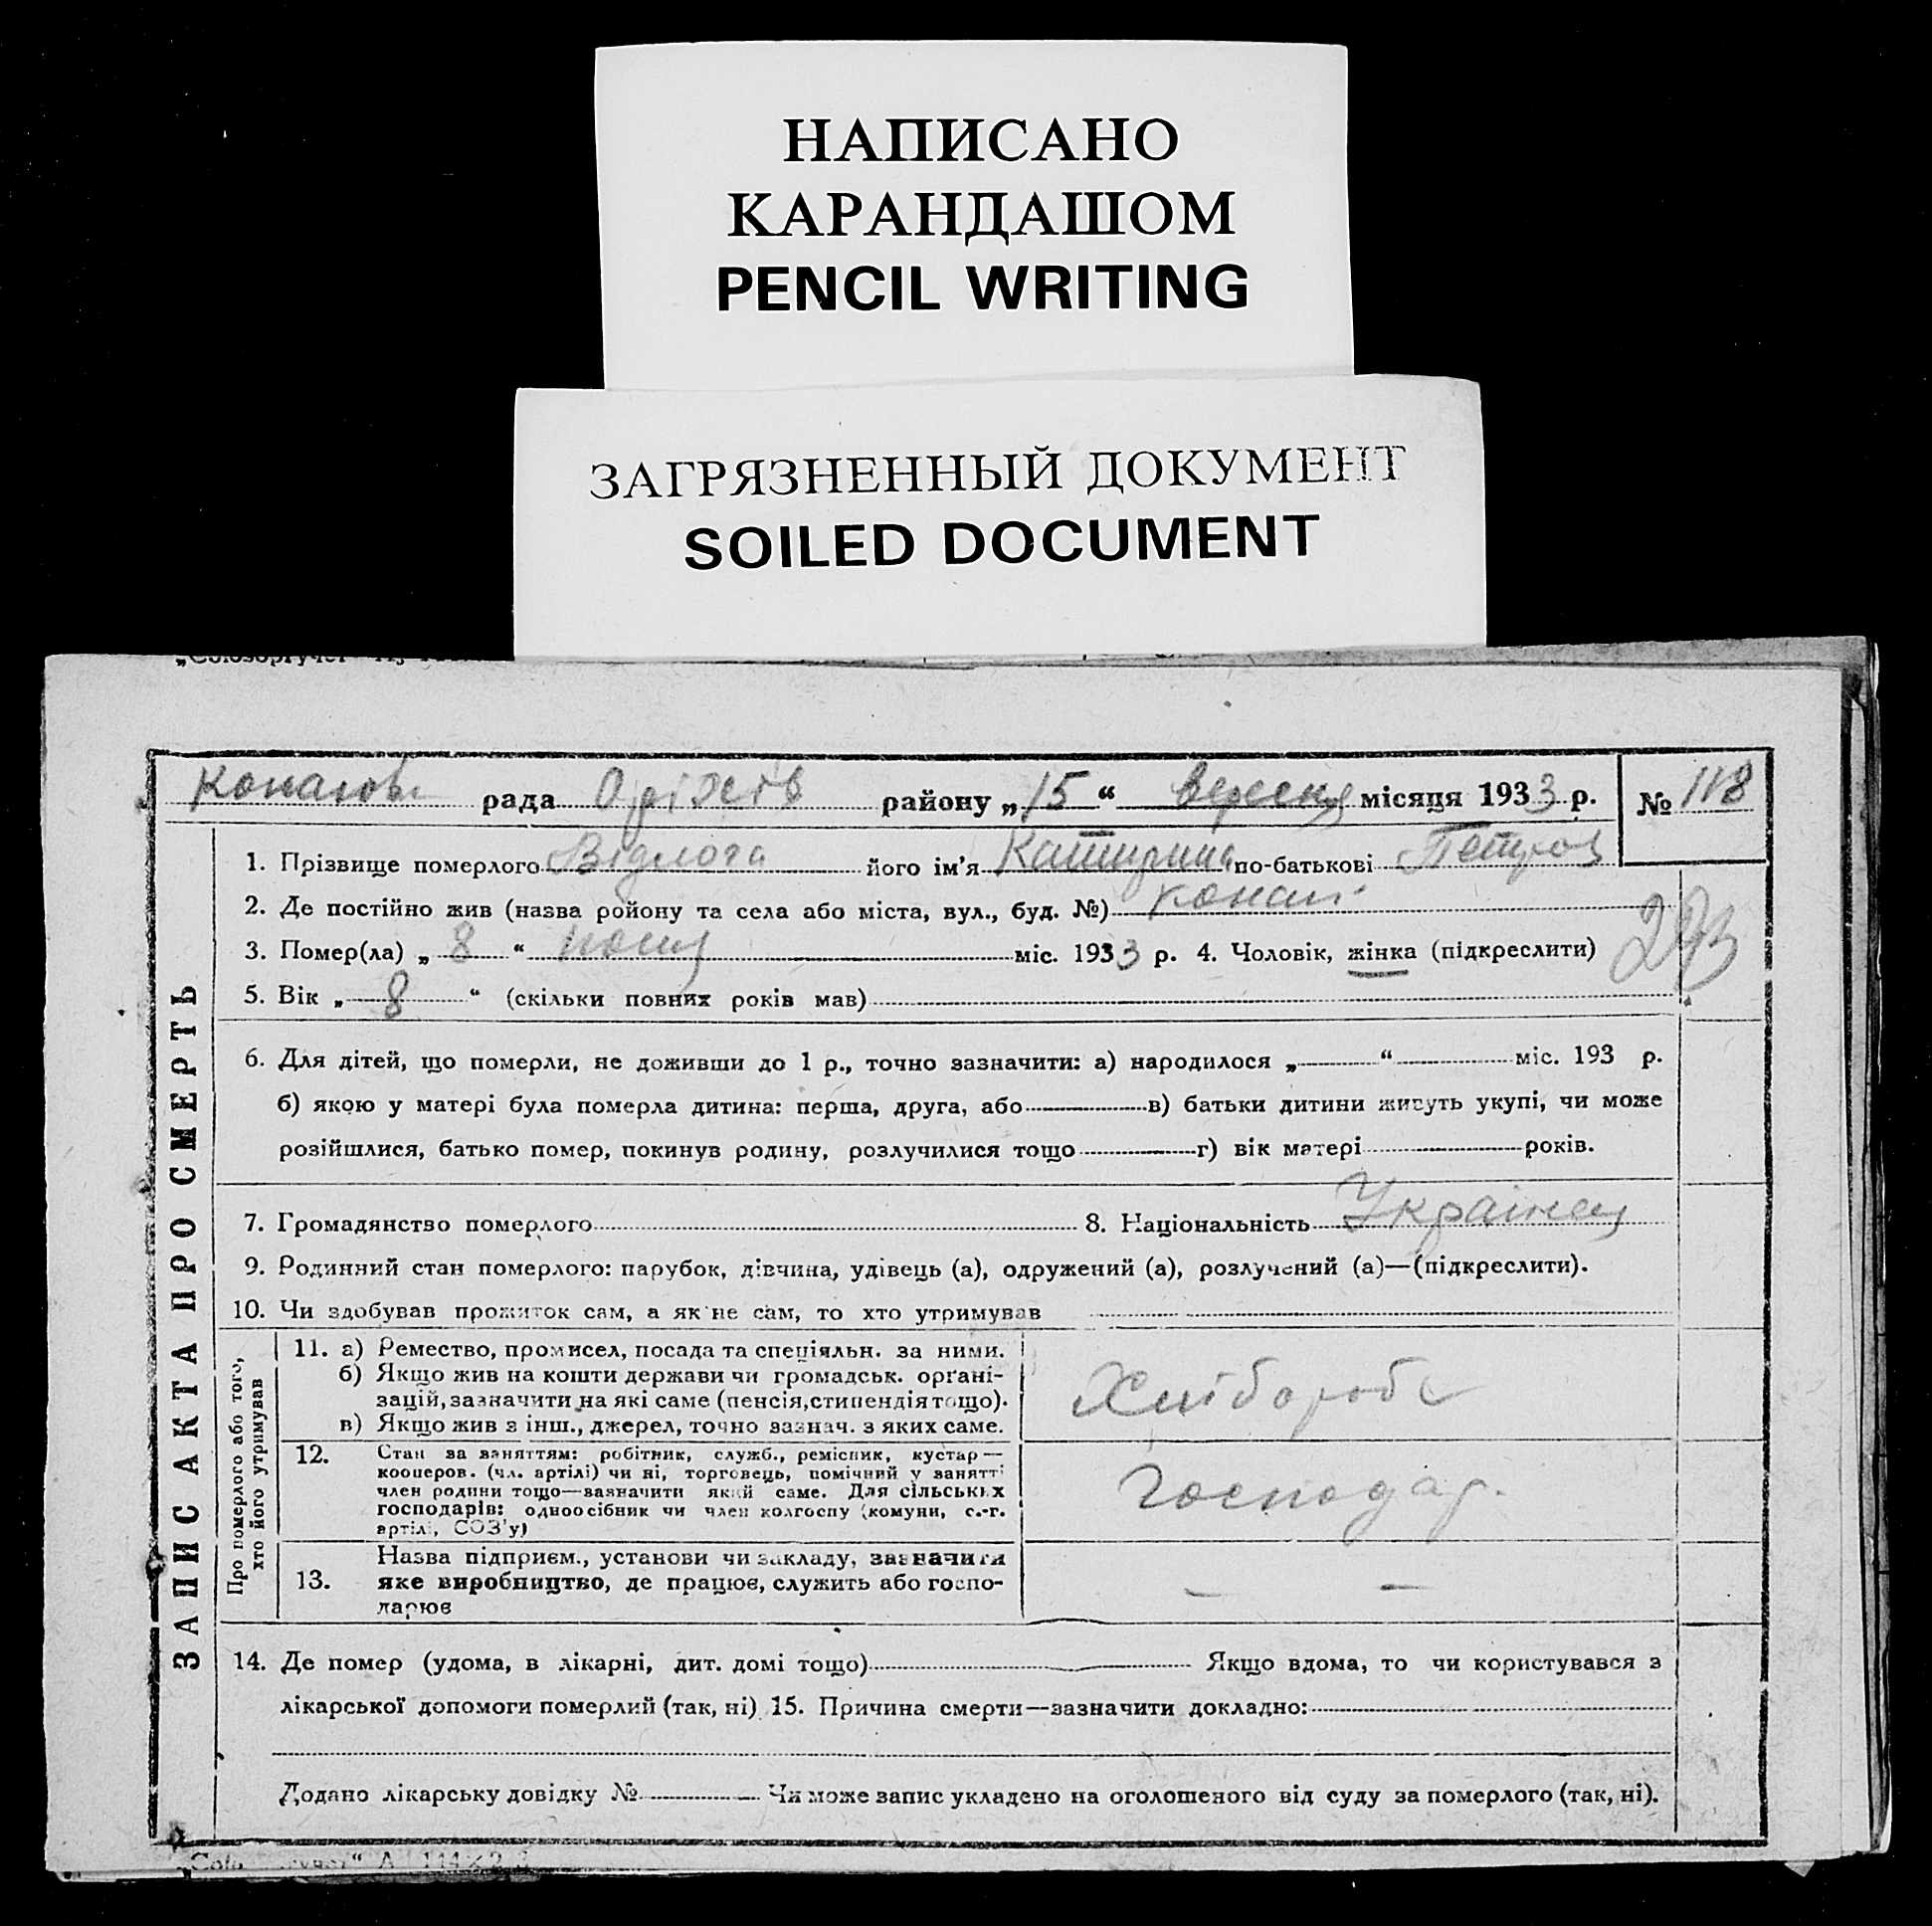 НАПИСАНО
КАРАНДАШОМ
PENCIL WRITING
ЗАГРЯЗНЕННЫЙ ДОКУМЕНТ
SOILED DOCUMENT
рада району „15“ вересня місяця 1933 р. № 118
1. Прізвище померлого Відмога його ім'я Катирина по-батькові Петров
2. Де постійно жив (назва ройону та села або міста, вул., буд. №) Конаш.
3. Помер(ла) „8“ міс. 1933 р. 4. Чоловік, жінка (підкреслити)
5. Вік „8“ (скільки повних років мав)
6. Для дітей, що померли, не доживши до 1 р., точно зазначити: а) народилося „ “ міс. 193 р.
б) якою у матері була померла дитина: перша, друга, або в) батьки дитини живуть укупі, чи може
розійшлися, батько помер, покинув родину, розлучилися тощо г) вік матері років.
7. Громадянство померлого 8. Національність Українец
9. Родинний стан померлого: парубок, дівчина, удівець (а), одружений (а), розлучений (а)—(підкреслити).
10. Чи здобував прожиток сам, а як не сам, то хто утримував
ЗАПИС АКТА ПРО СМЕРТЬ
Про померлого або того,
хто його утримував
11. а) Ремество, промисел, посада та спеціяльн. за ними.
б) Якщо жив на кошти держави чи громадськ. орґані-
зацій, зазначити на які саме (пенсія, стипендія тощо).
в) Якщо жив з інш., джерел, точно зазнач. з яких саме.
Хліборобс
12. Стан за заняттям: робітник, служб., ремісник, кустар—
кооперов. (чл. артілі) чи ні, торговець, помічний у занятті
член родини тощо—зазначити який саме. Для сільських
господарів: одноосібник чи член колгоспу (комуни, с.-г.
артілі, СОЗ'у)
Господар.
Назва підприєм., установи чи закладу, зазначити
13. яке виробництво, де працює, служить або госпо-
дарює
— —
14. Де помер (удома, в лікарні, дит. домі тощо) Якщо вдома, то чи користувався з
лікарської допомоги померлий (так, ні) 15. Причина смерти—зазначити докладно:
Додано лікарську довідку № Чи може запис укладено на оголошеного від суду за померлого (так, ні).